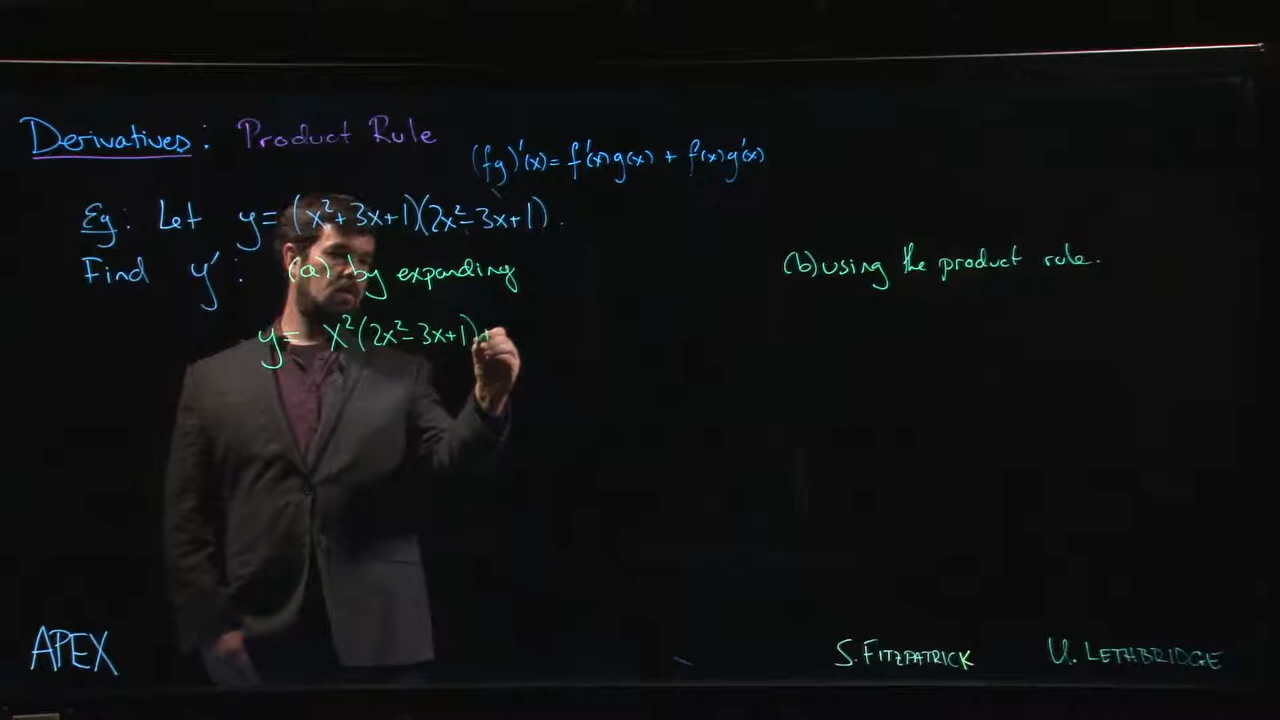 Derivatives: Product Rule
(fg)'(x) = f'(x)g(x) + f(x)g'(x)
Eg: Let y = (x²+3x+1)(2x²-3x+1).
Find y': (a) by expanding
(b) using the product rule.
y = x²(2x²-3x+1)+
APEX
S. FITZPATRICK
U. LETHBRIDGE